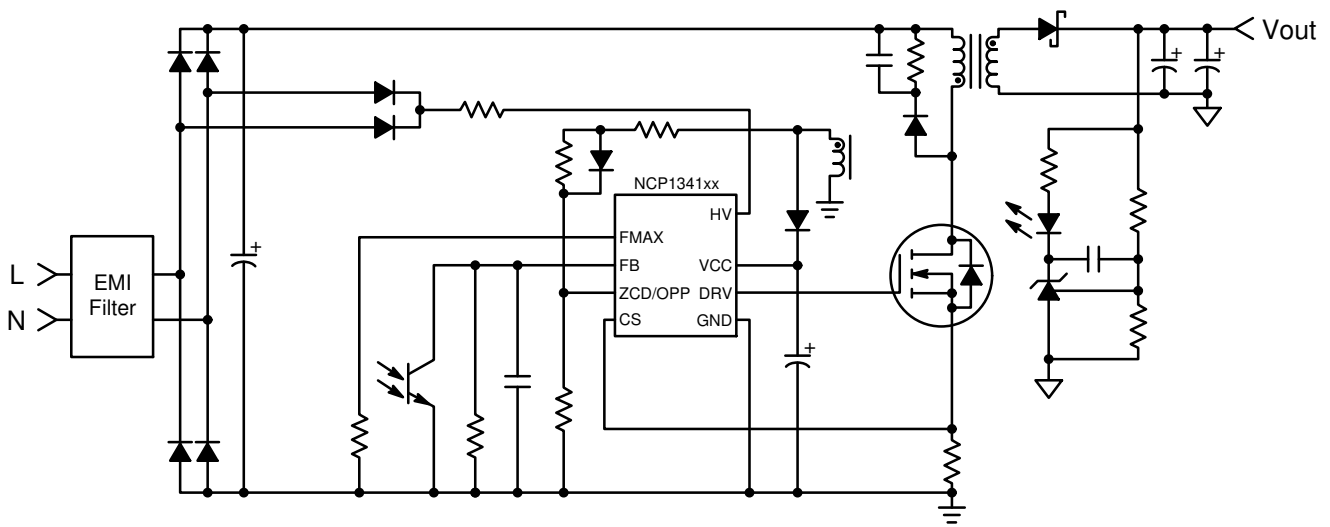 Vout
NCP1341xx
HV
FMAX
FB
VCC
ZCD/OPP
DRV
CS
GND
L
N
EMI
Filter
+
+
+
+